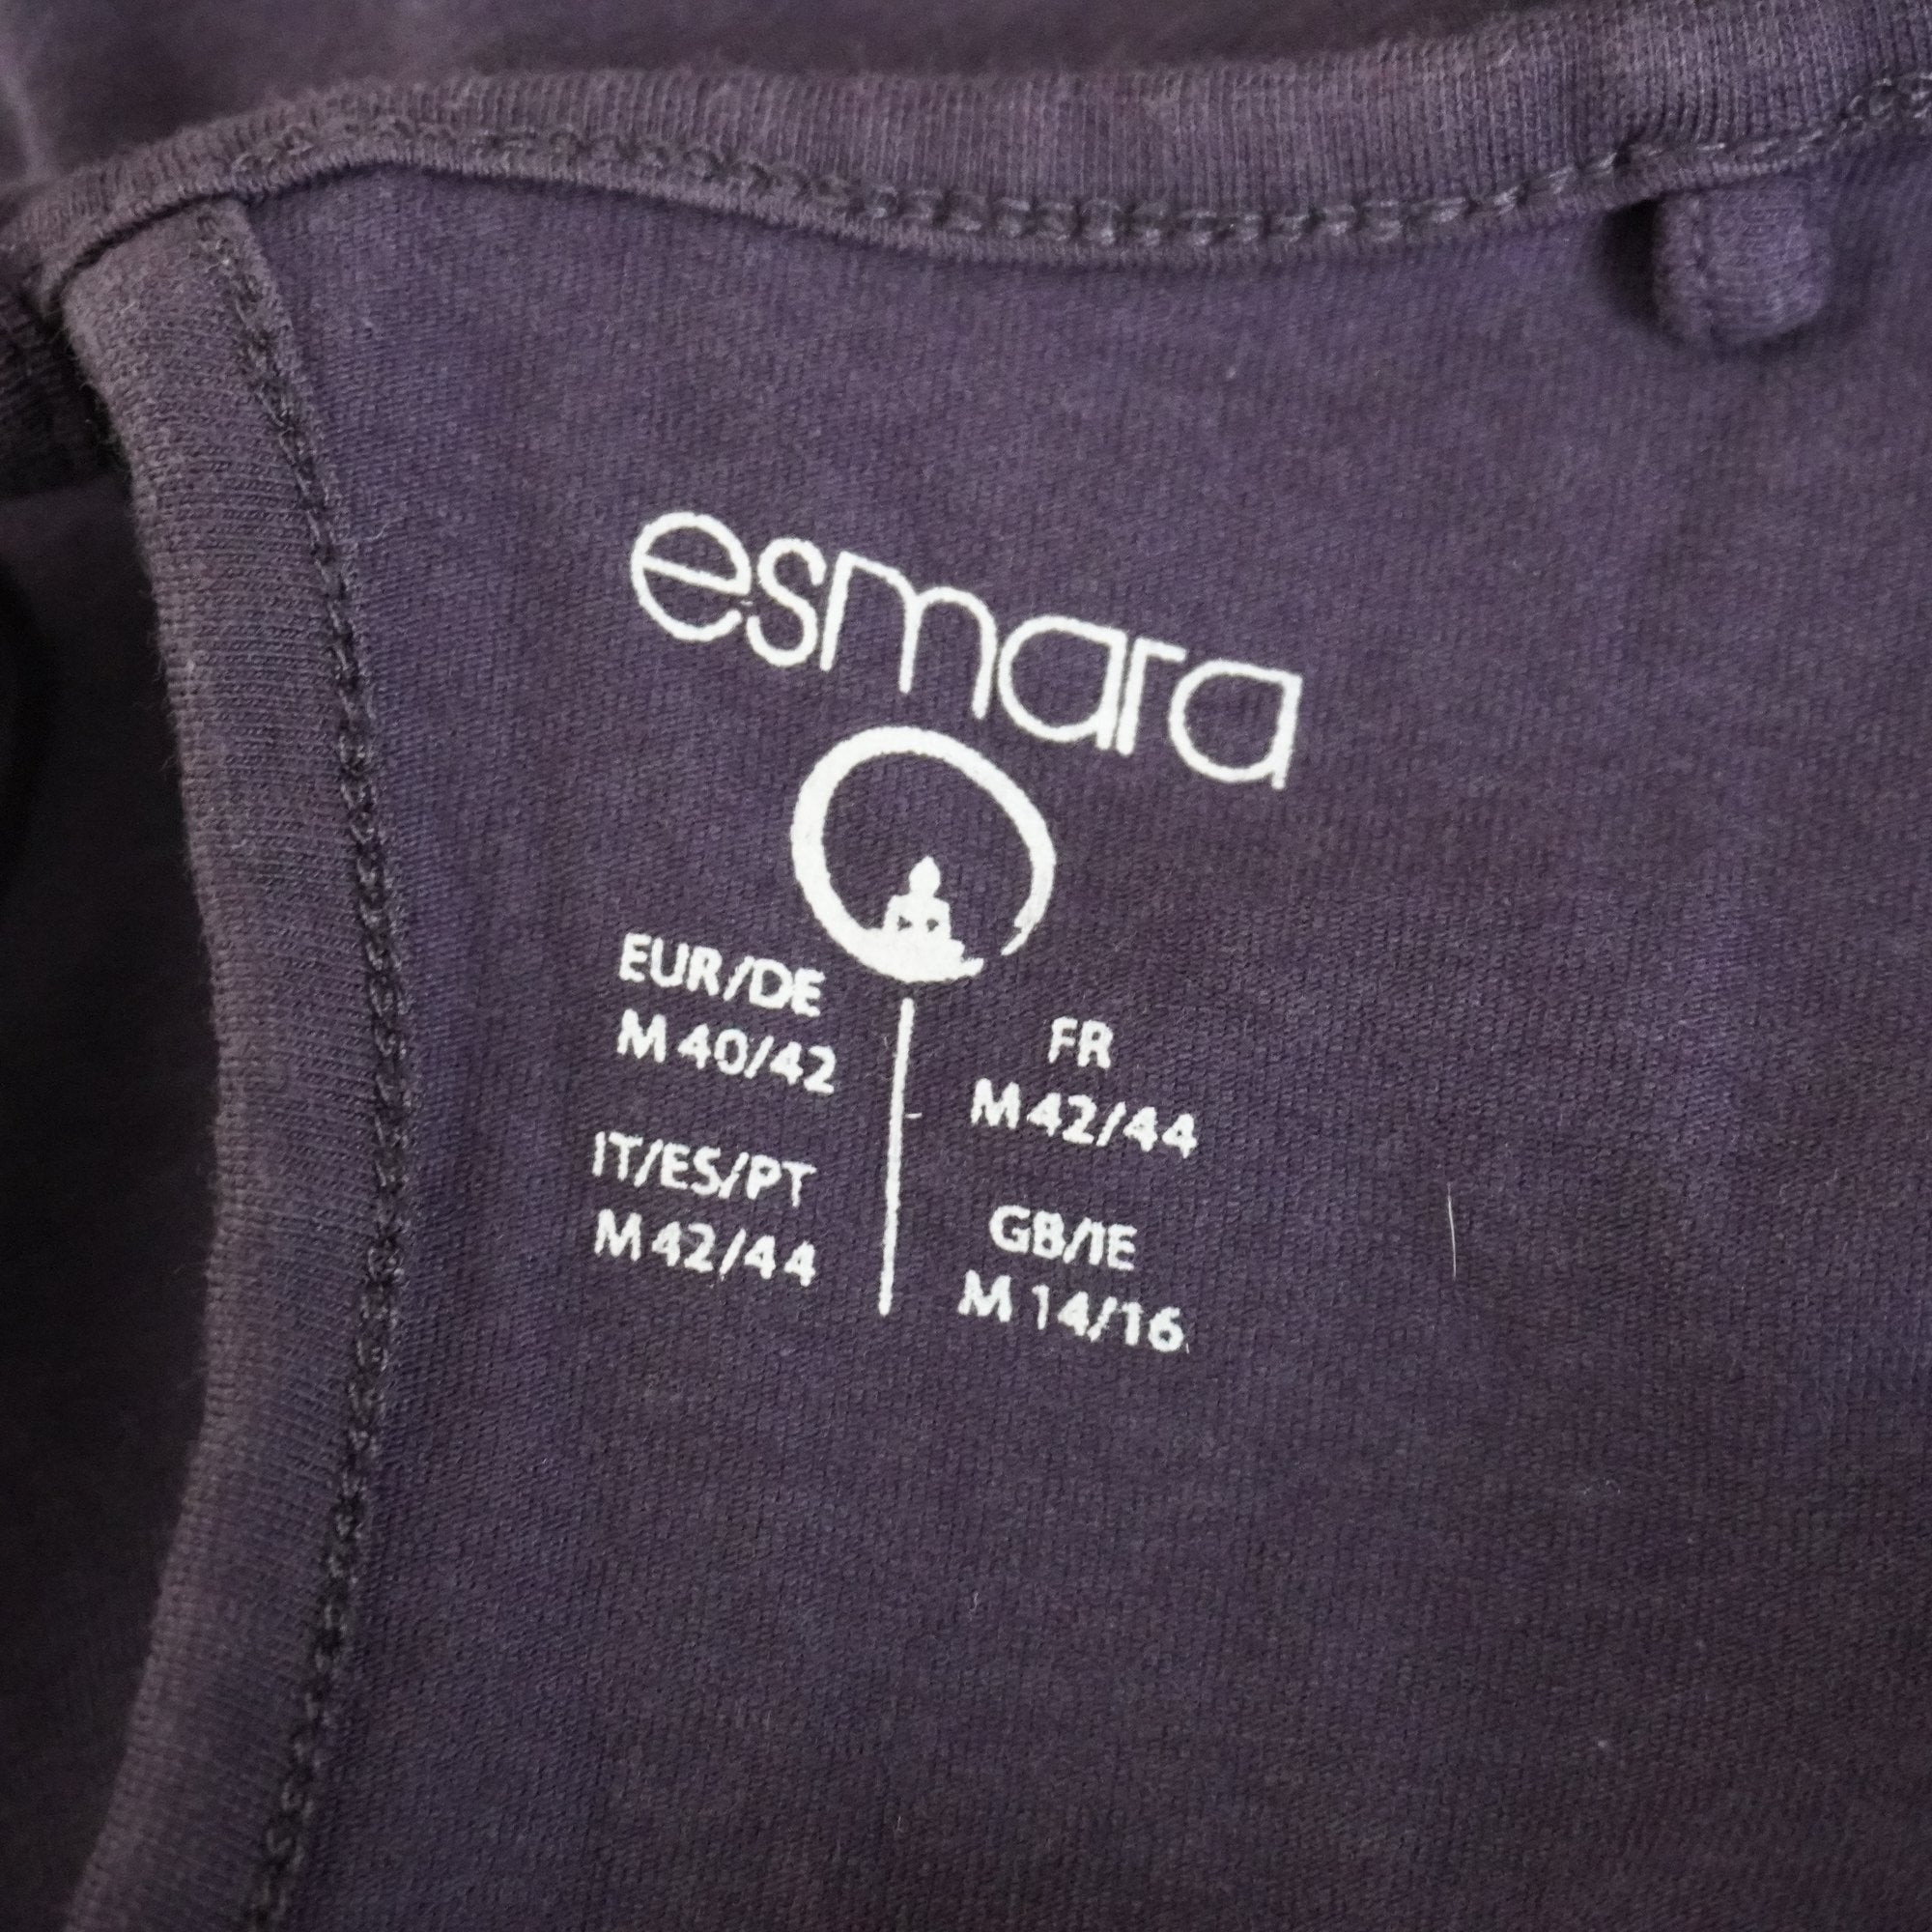 esmara
EUR/DE
M 40/42
IT/ES/PT
M 42/44
FR
M 42/44
GB/IE
M 14/16